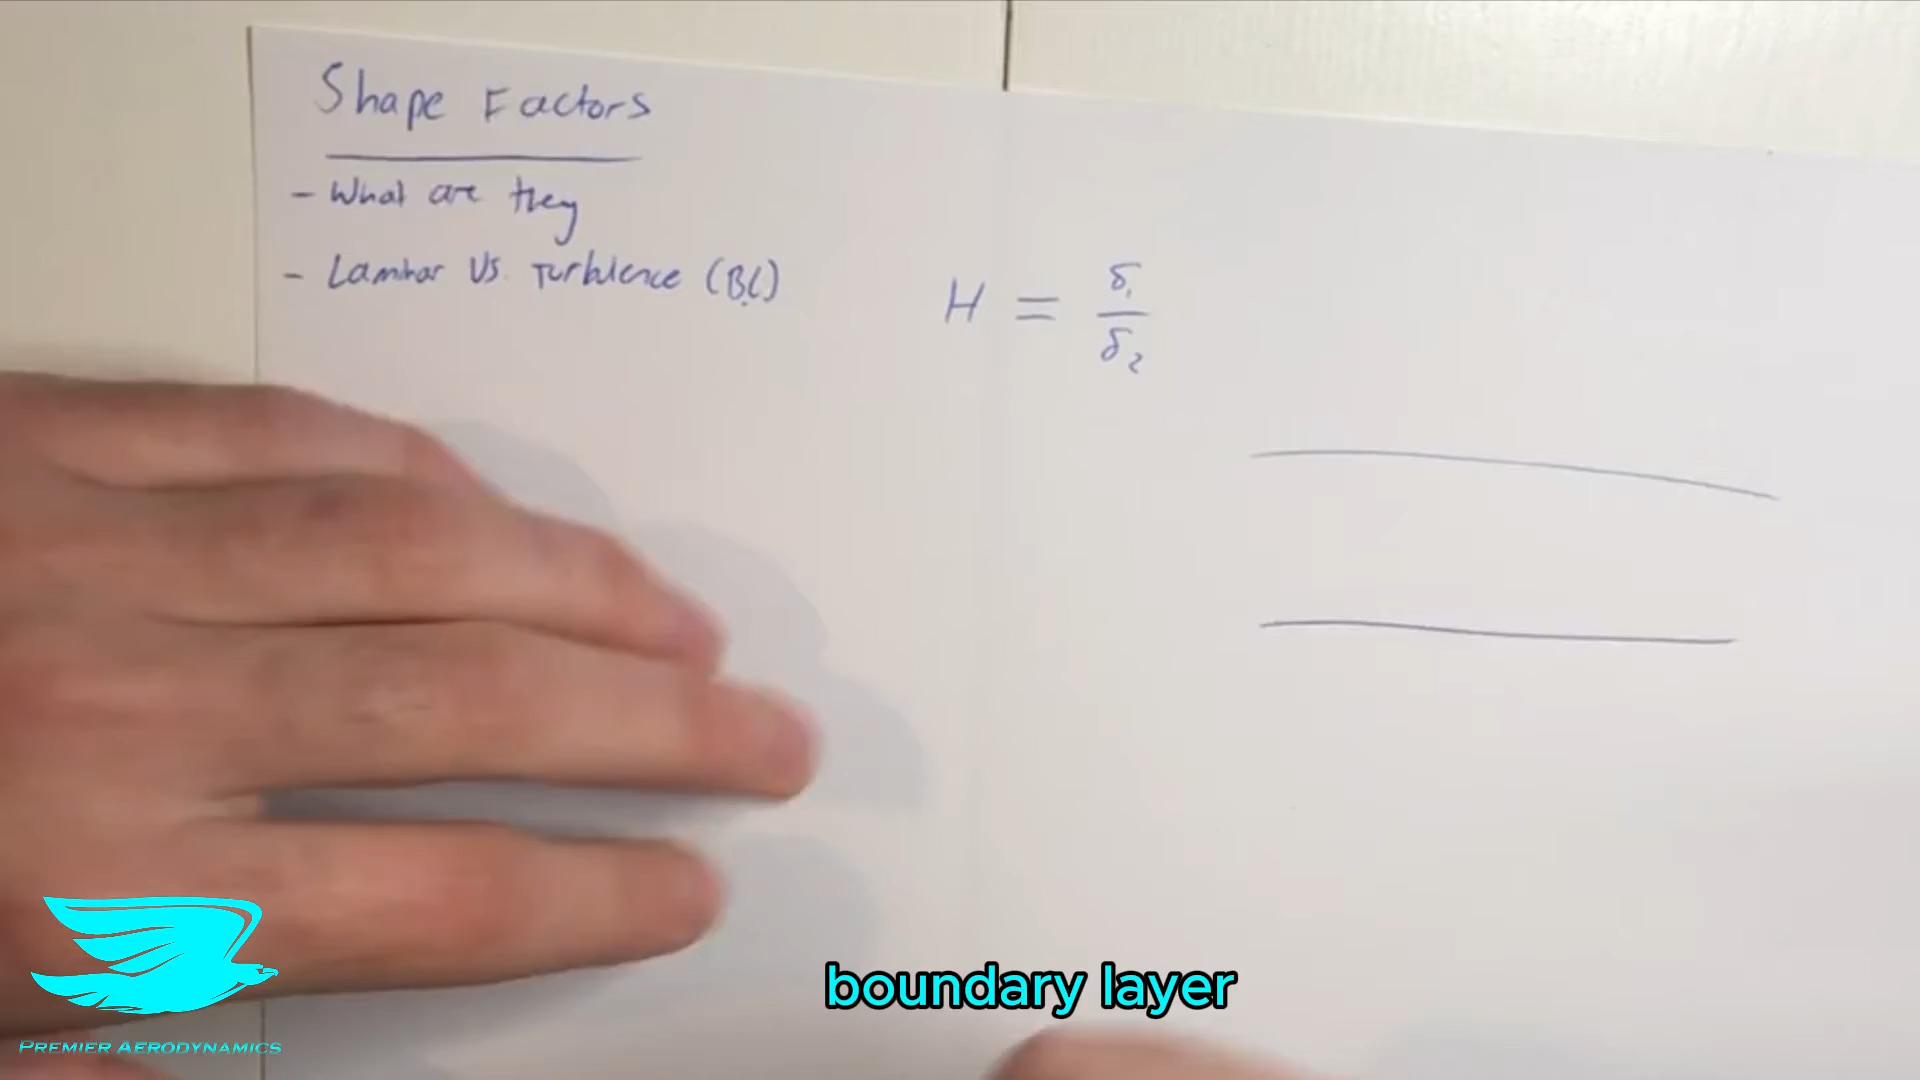 Shape Factors
- What are they
- Laminar Vs. Turbulence (B.L)
H = δ₁/δ₂
boundary layer
PREMIER AERODYNAMICS